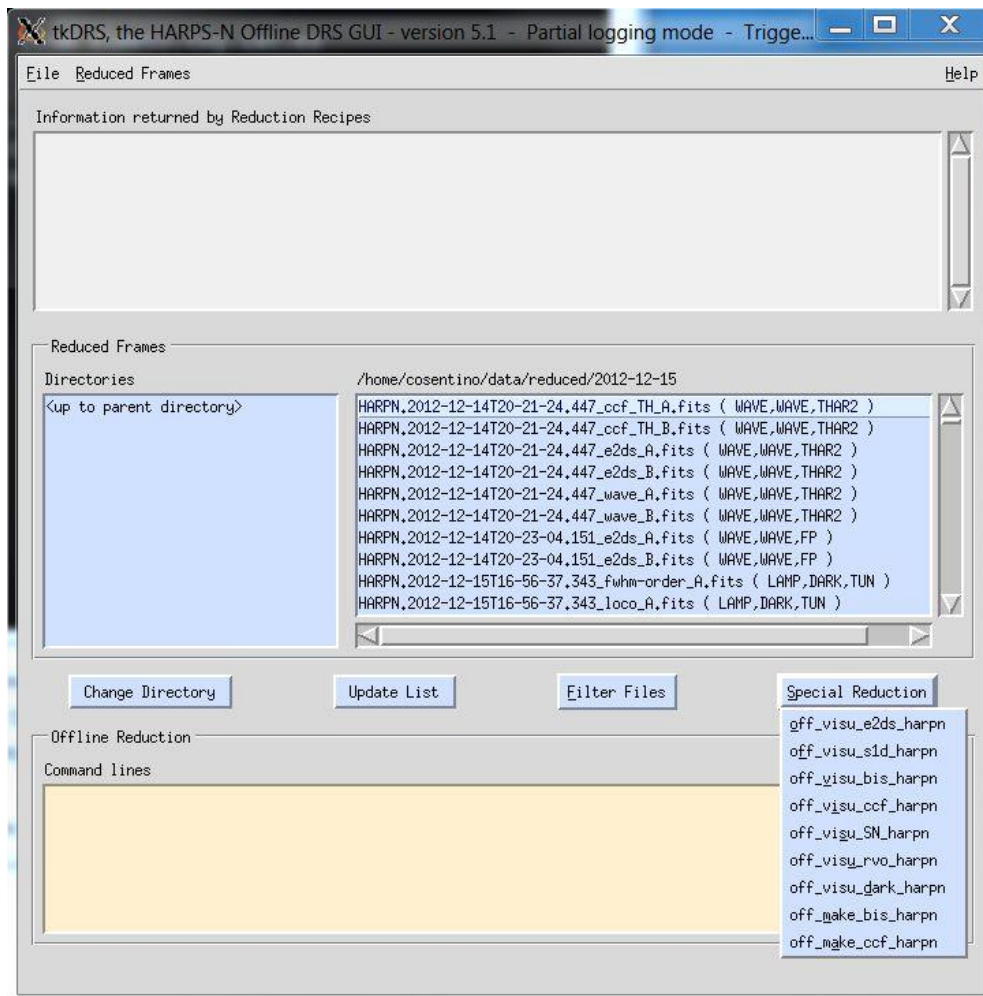 tkDRS, the HARPS-N Offline DRS GUI - version 5.1 - Partial logging mode - Trigge...
File Reduced Frames Help
Information returned by Reduction Recipes
Reduced Frames
Directories /home/cosentino/data/reduced/2012-12-15
<up to parent directory>
HARPN.2012-12-14T20-21-24.447_ccf_TH_A.fits ( WAVE,WAVE,THAR2 )
HARPN.2012-12-14T20-21-24.447_ccf_TH_B.fits ( WAVE,WAVE,THAR2 )
HARPN.2012-12-14T20-21-24.447_e2ds_A.fits ( WAVE,WAVE,THAR2 )
HARPN.2012-12-14T20-21-24.447_e2ds_B.fits ( WAVE,WAVE,THAR2 )
HARPN.2012-12-14T20-21-24.447_wave_A.fits ( WAVE,WAVE,THAR2 )
HARPN.2012-12-14T20-21-24.447_wave_B.fits ( WAVE,WAVE,THAR2 )
HARPN.2012-12-14T20-23-04.151_e2ds_A.fits ( WAVE,WAVE,FP )
HARPN.2012-12-14T20-23-04.151_e2ds_B.fits ( WAVE,WAVE,FP )
HARPN.2012-12-15T16-56-37.343_fwhm-order_A.fits ( LAMP,DARK,TUN )
HARPN.2012-12-15T16-56-37.343_loco_A.fits ( LAMP,DARK,TUN )
Change Directory Update List Filter Files Special Reduction
off_visu_e2ds_harpn
off_visu_s1d_harpn
off_visu_bis_harpn
off_visu_ccf_harpn
off_visu_SN_harpn
off_visu_rvo_harpn
off_visu_dark_harpn
off_make_bis_harpn
off_make_ccf_harpn
Offline Reduction
Command lines